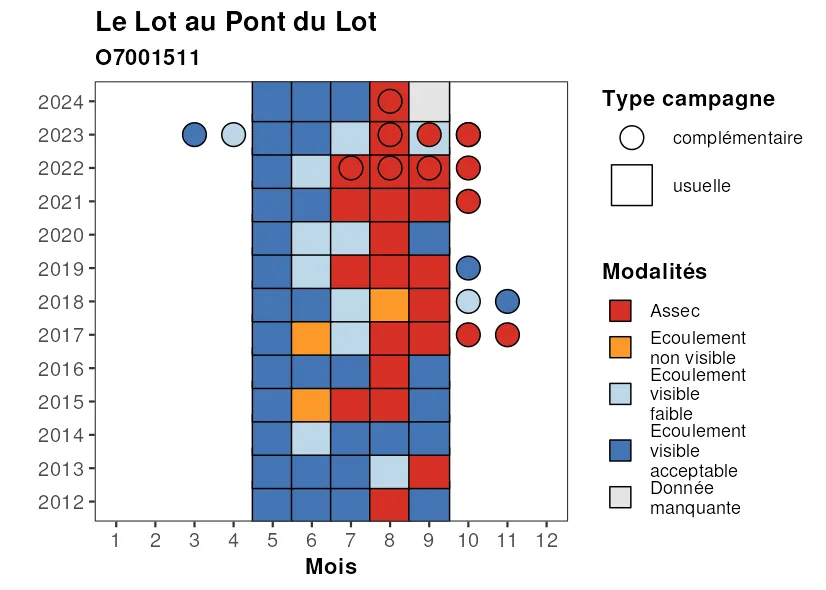 Le Lot au Pont du Lot
O7001511
2024
2023
2022
2021
2020
2019
2018
2017
2016
2015
2014
2013
2012
1 2 3 4 5 6 7 8 9 10 11 12
Mois
Type campagne
complémentaire
usuelle
Modalités
Assec
Ecoulement
non visible
Ecoulement
visible
faible
Ecoulement
visible
acceptable
Donnée
manquante